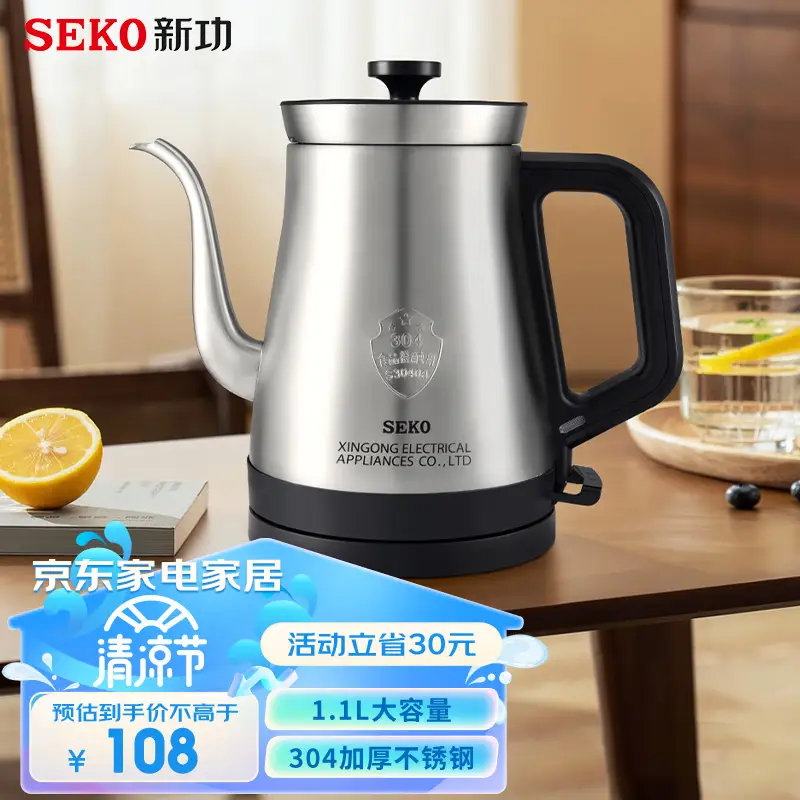 SEKO新功
304
S30408
SEKO
XINGONG ELECTRICAL
APPLIANCES CO., LTD
京东家电家居
清凉节
活动立省30元
预估到手价不高于
¥108
1.1L大容量
304加厚不锈钢